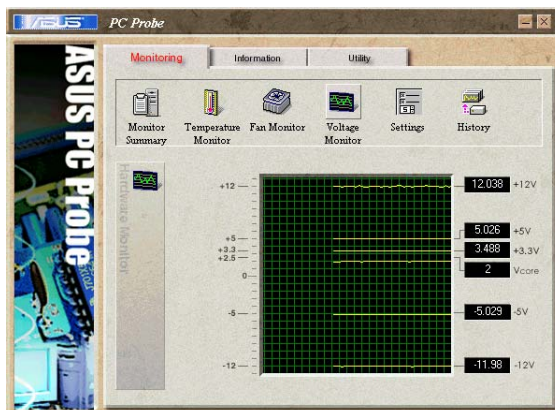 ASUS PC Probe
Monitoring Information Utility
ASUS PC Probe
Monitor Summary
Temperature Monitor
Fan Monitor
Voltage Monitor
Settings
History
Hardware Monitor
+12
+5
+3.3
+2.5
0
-5
-12
12.038 +12V
5.026 +5V
3.488 +3.3V
2 Vcore
-5.029 -5V
-11.98 -12V